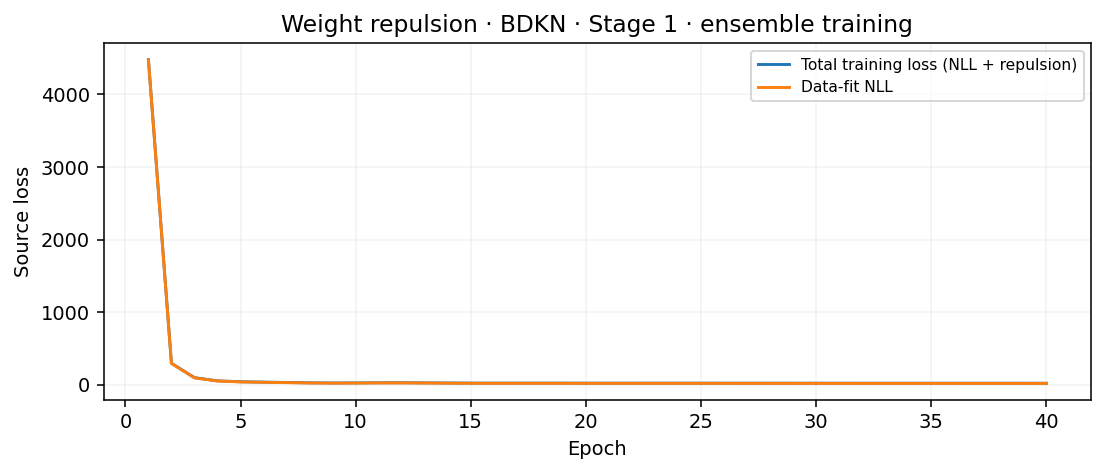 Weight repulsion · BDKN · Stage 1 · ensemble training
Total training loss (NLL + repulsion)
Data-fit NLL
Source loss
4000
3000
2000
1000
0
0 5 10 15 20 25 30 35 40
Epoch